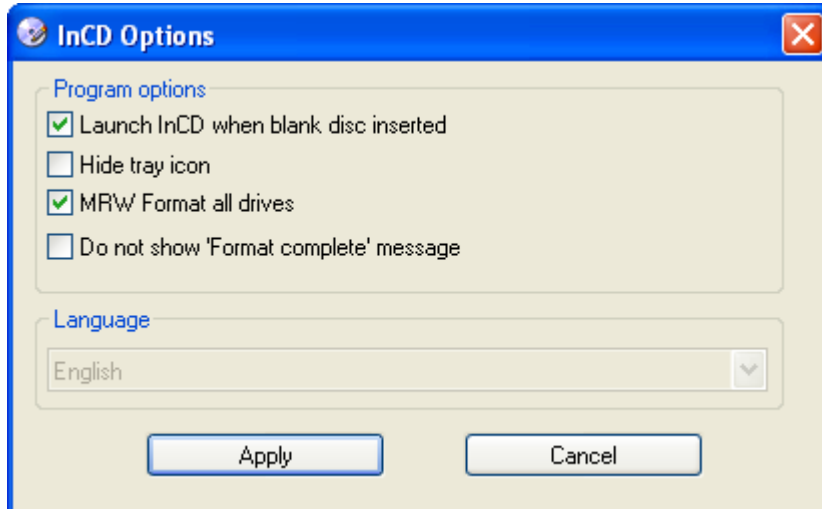 InCD Options
Program options
Launch InCD when blank disc inserted
Hide tray icon
MRW Format all drives
Do not show 'Format complete' message
Language
English
Apply Cancel